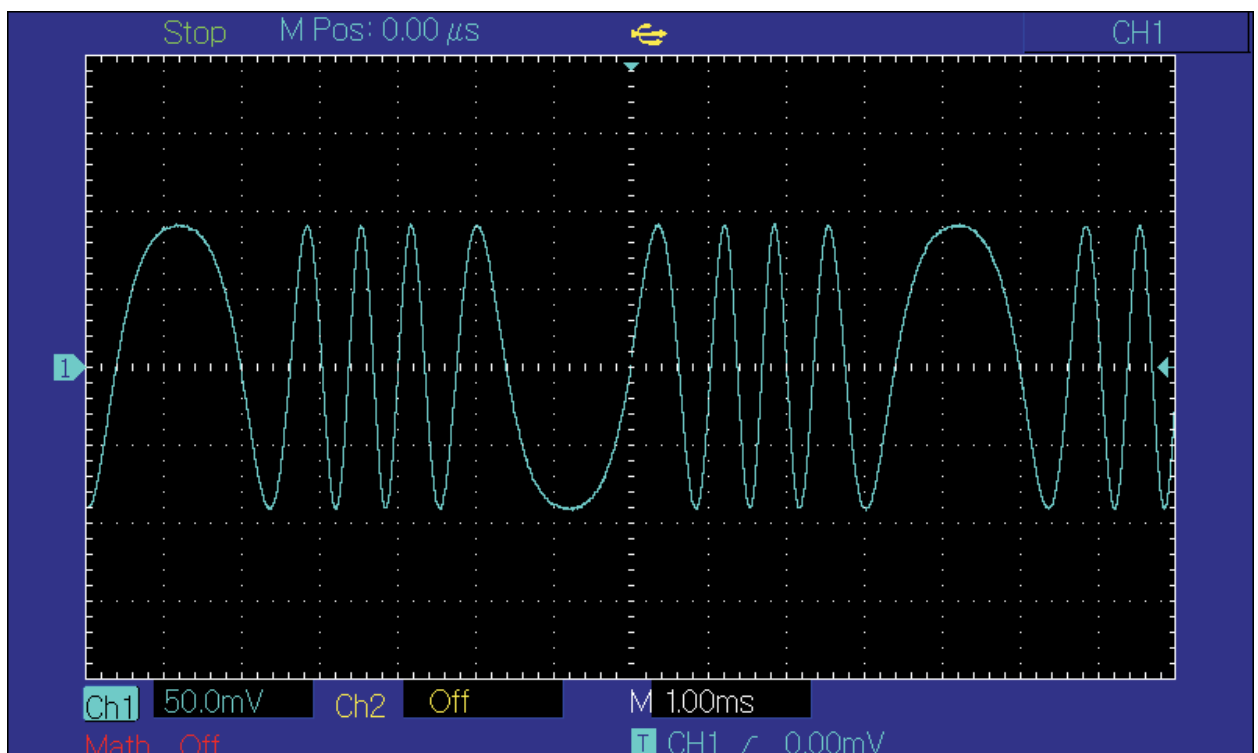 Stop M Pos: 0.00 μs CH1
1
Ch1 50.0mV Ch2 Off M 1.00ms
Math Off T CH1 0.00mV